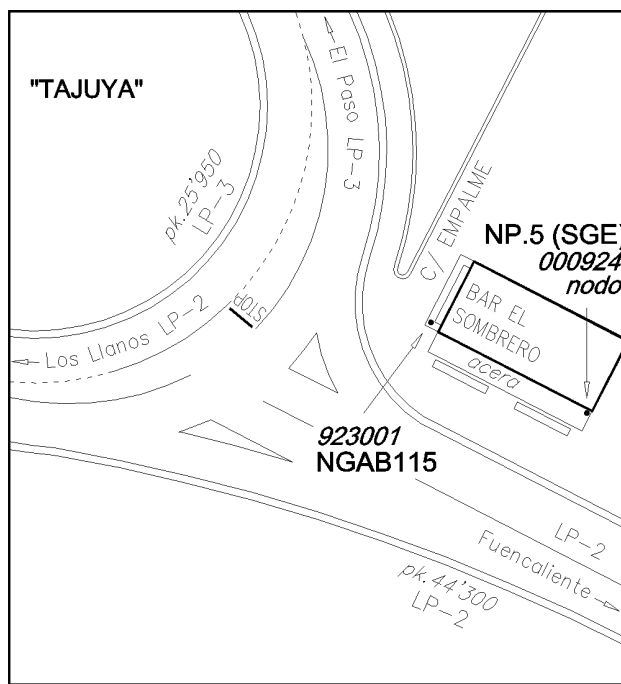 "TAJUYA"
El Paso LP-3
pk.25'950
LP-3
C/ EMPALME
NP.5 (SGE)
000924
nodo
BAR EL
SOMBRERO
STOP
Los Llanos LP-2
acera
923001
NGAB115
LP-2
Fuencaliente
pk.44'300
LP-2